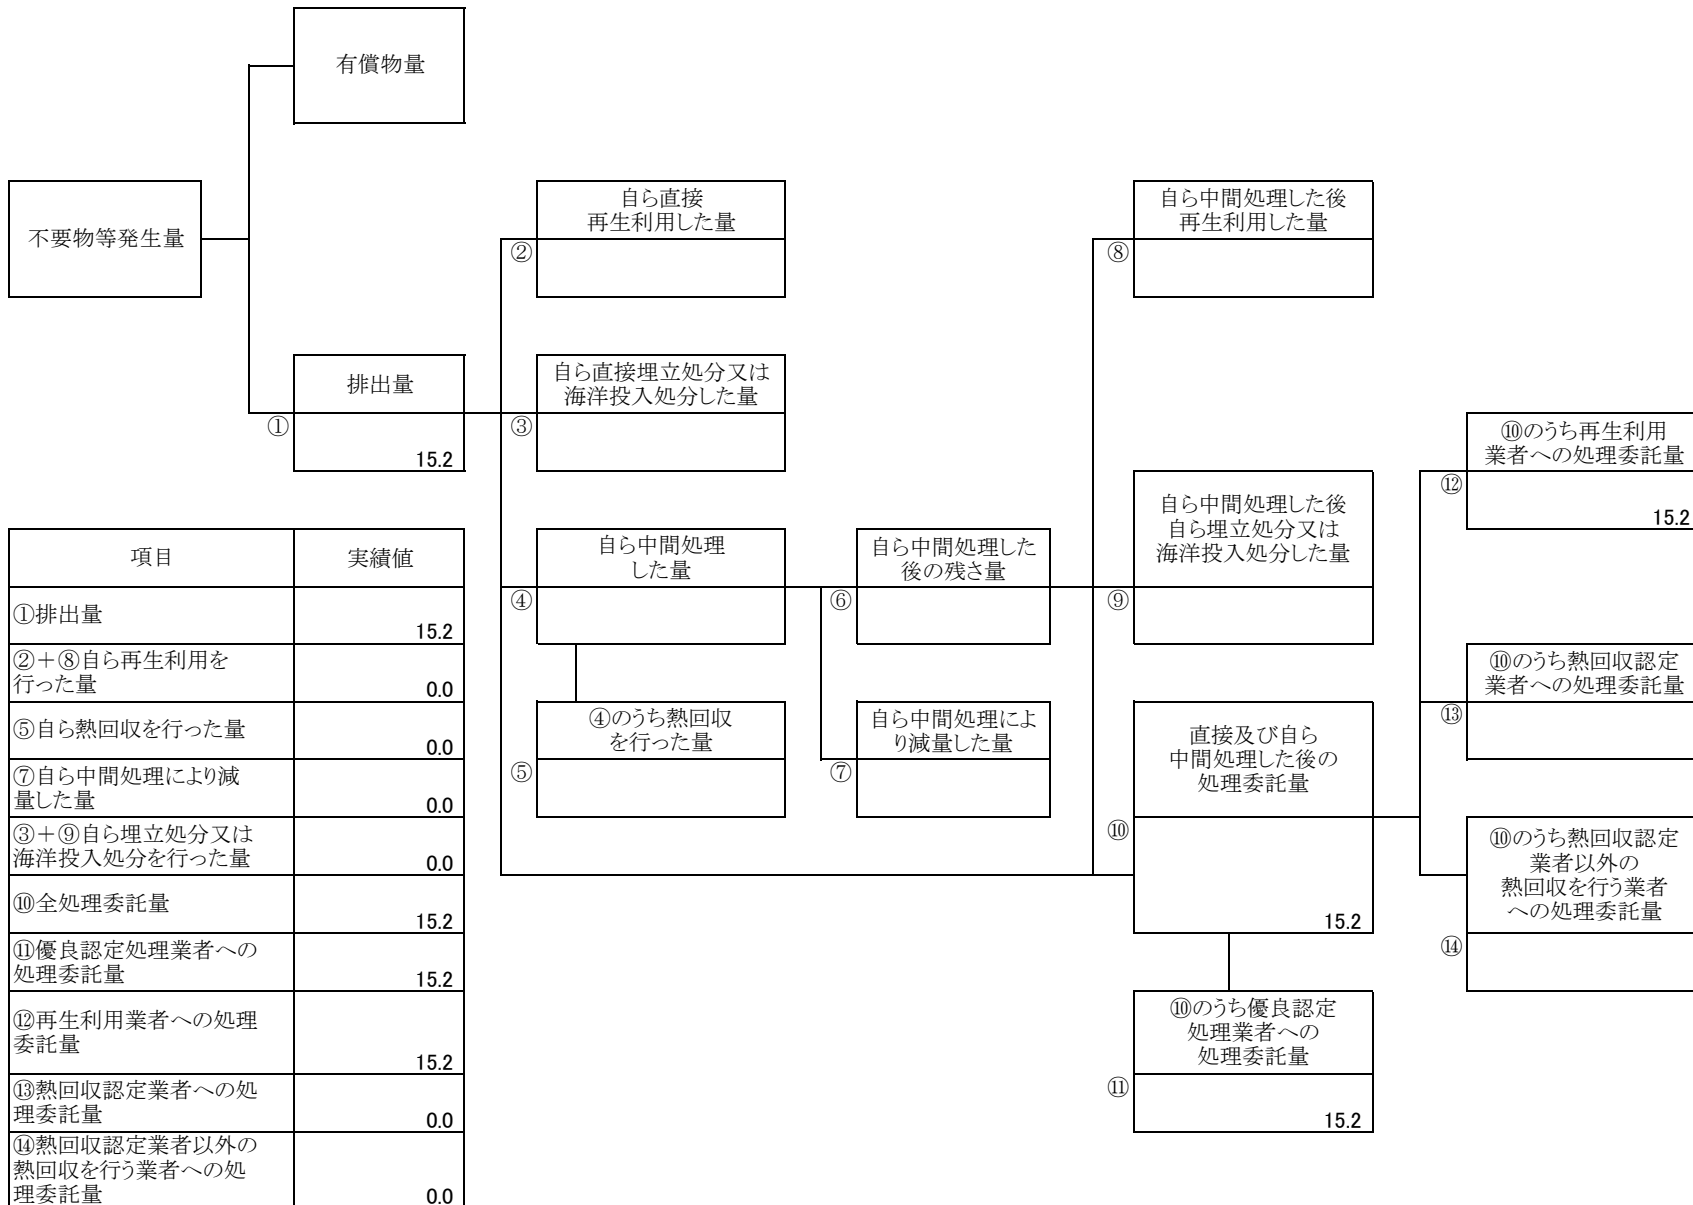 有償物量
不要物等発生量
自ら直接
再生利用した量
②
自ら中間処理した後
再生利用した量
⑧
排出量
①
15.2
自ら直接埋立処分又は
海洋投入処分した量
③
⑩のうち再生利用
業者への処理委託量
⑫
15.2
自ら中間処理
した量
④
自ら中間処理した
後の残さ量
⑥
自ら中間処理した後
自ら埋立処分又は
海洋投入処分した量
⑨
④のうち熱回収
を行った量
⑤
自ら中間処理によ
り減量した量
⑦
直接及び自ら
中間処理した後の
処理委託量
⑩
15.2
⑩のうち熱回収認定
業者への処理委託量
⑬
⑩のうち熱回収認定
業者以外の
熱回収を行う業者
への処理委託量
⑭
⑩のうち優良認定
処理業者への
処理委託量
⑪
15.2
項目 実績値
①排出量
15.2
②+⑧自ら再生利用を
行った量 0.0
⑤自ら熱回収を行った量
0.0
⑦自ら中間処理により減
量した量 0.0
③+⑨自ら埋立処分又は
海洋投入処分を行った量 0.0
⑩全処理委託量
15.2
⑪優良認定処理業者への
処理委託量 15.2
⑫再生利用業者への処理
委託量
15.2
⑬熱回収認定業者への処
理委託量 0.0
⑭熱回収認定業者以外の
熱回収を行う業者への処
理委託量 0.0